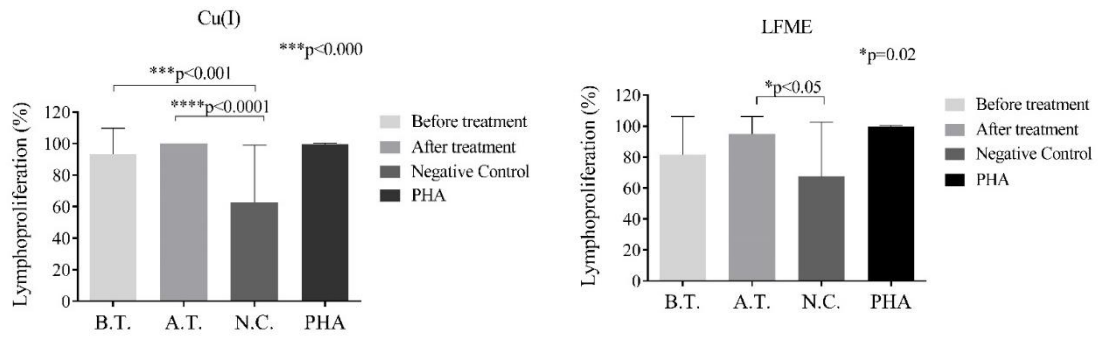 Cu(I)
***p<0.000
***p<0.001
****p<0.0001
Lymphoproliferation (%)
120
100
80
60
40
20
0
B.T. A.T. N.C. PHA
Before treatment
After treatment
Negative Control
PHA
LFME
*p=0.02
*p<0.05
Lymphoproliferation (%)
120
100
80
60
40
20
0
B.T. A.T. N.C. PHA
Before treatment
After treatment
Negative Control
PHA